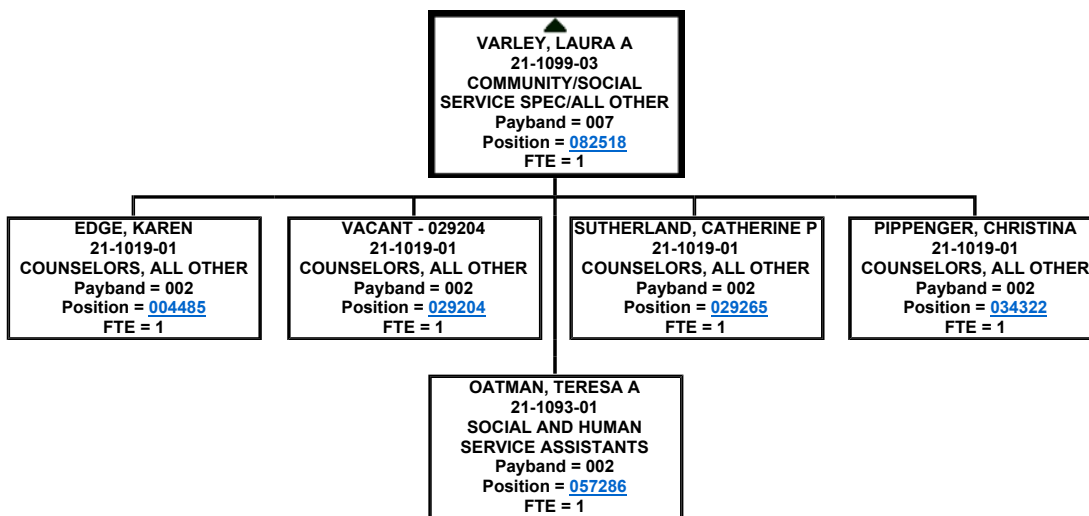 VARLEY, LAURA A
21-1099-03
COMMUNITY/SOCIAL
SERVICE SPEC/ALL OTHER
Payband = 007
Position = 082518
FTE = 1
EDGE, KAREN
21-1019-01
COUNSELORS, ALL OTHER
Payband = 002
Position = 004485
FTE = 1
VACANT - 029204
21-1019-01
COUNSELORS, ALL OTHER
Payband = 002
Position = 029204
FTE = 1
SUTHERLAND, CATHERINE P
21-1019-01
COUNSELORS, ALL OTHER
Payband = 002
Position = 029265
FTE = 1
PIPPENGER, CHRISTINA
21-1019-01
COUNSELORS, ALL OTHER
Payband = 002
Position = 034322
FTE = 1
OATMAN, TERESA A
21-1093-01
SOCIAL AND HUMAN
SERVICE ASSISTANTS
Payband = 002
Position = 057286
FTE = 1